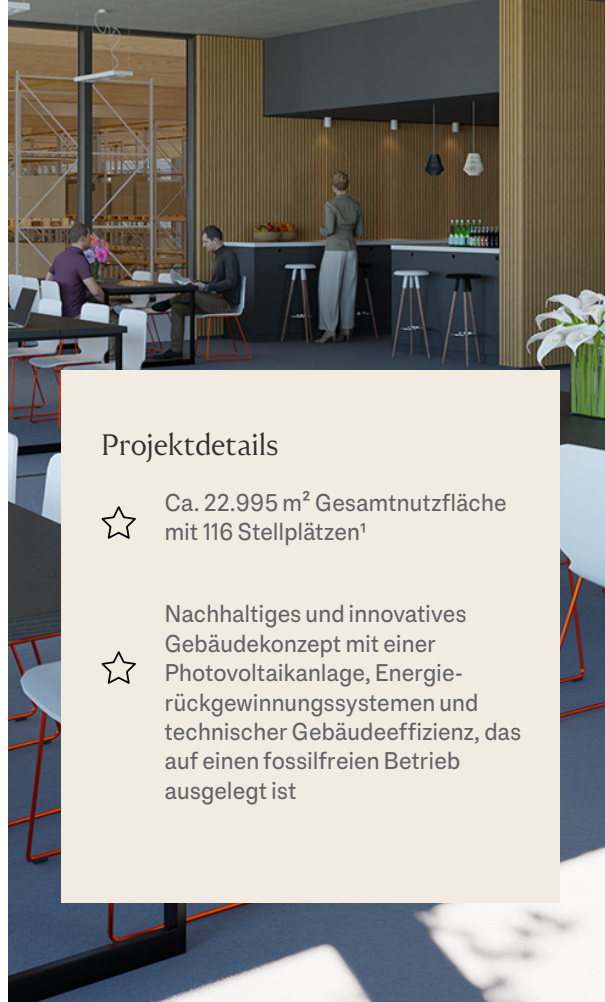 Projektdetails
Ca. 22.995 m² Gesamtnutzfläche
mit 116 Stellplätzen¹
Nachhaltiges und innovatives
Gebäudekonzept mit einer
Photovoltaikanlage, Energie-
rückgewinnungssystemen und
technischer Gebäudeeffizienz, das
auf einen fossilfreien Betrieb
ausgelegt ist